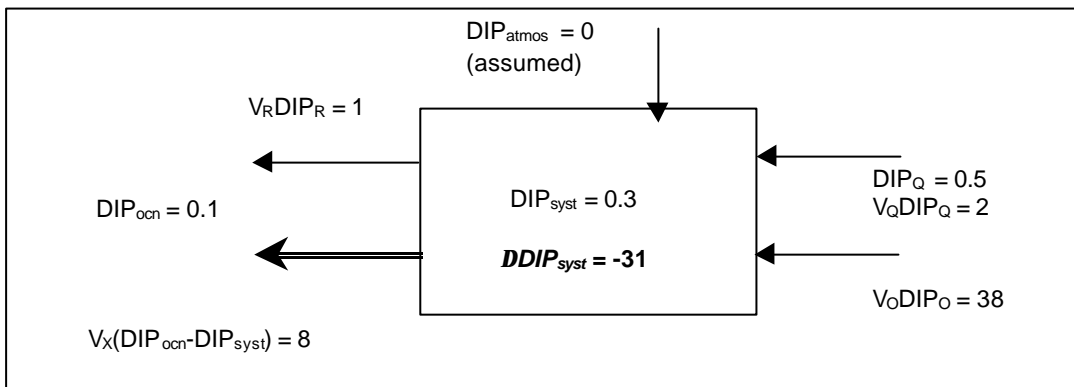 DIPatmos = 0
(assumed)
VRDIPR = 1
DIPQ = 0.5
VQDIPQ = 2
DIPocn = 0.1
DIPsyst = 0.3
DDIPsyst = -31
VODIPO = 38
VX(DIPocn-DIPsyst) = 8